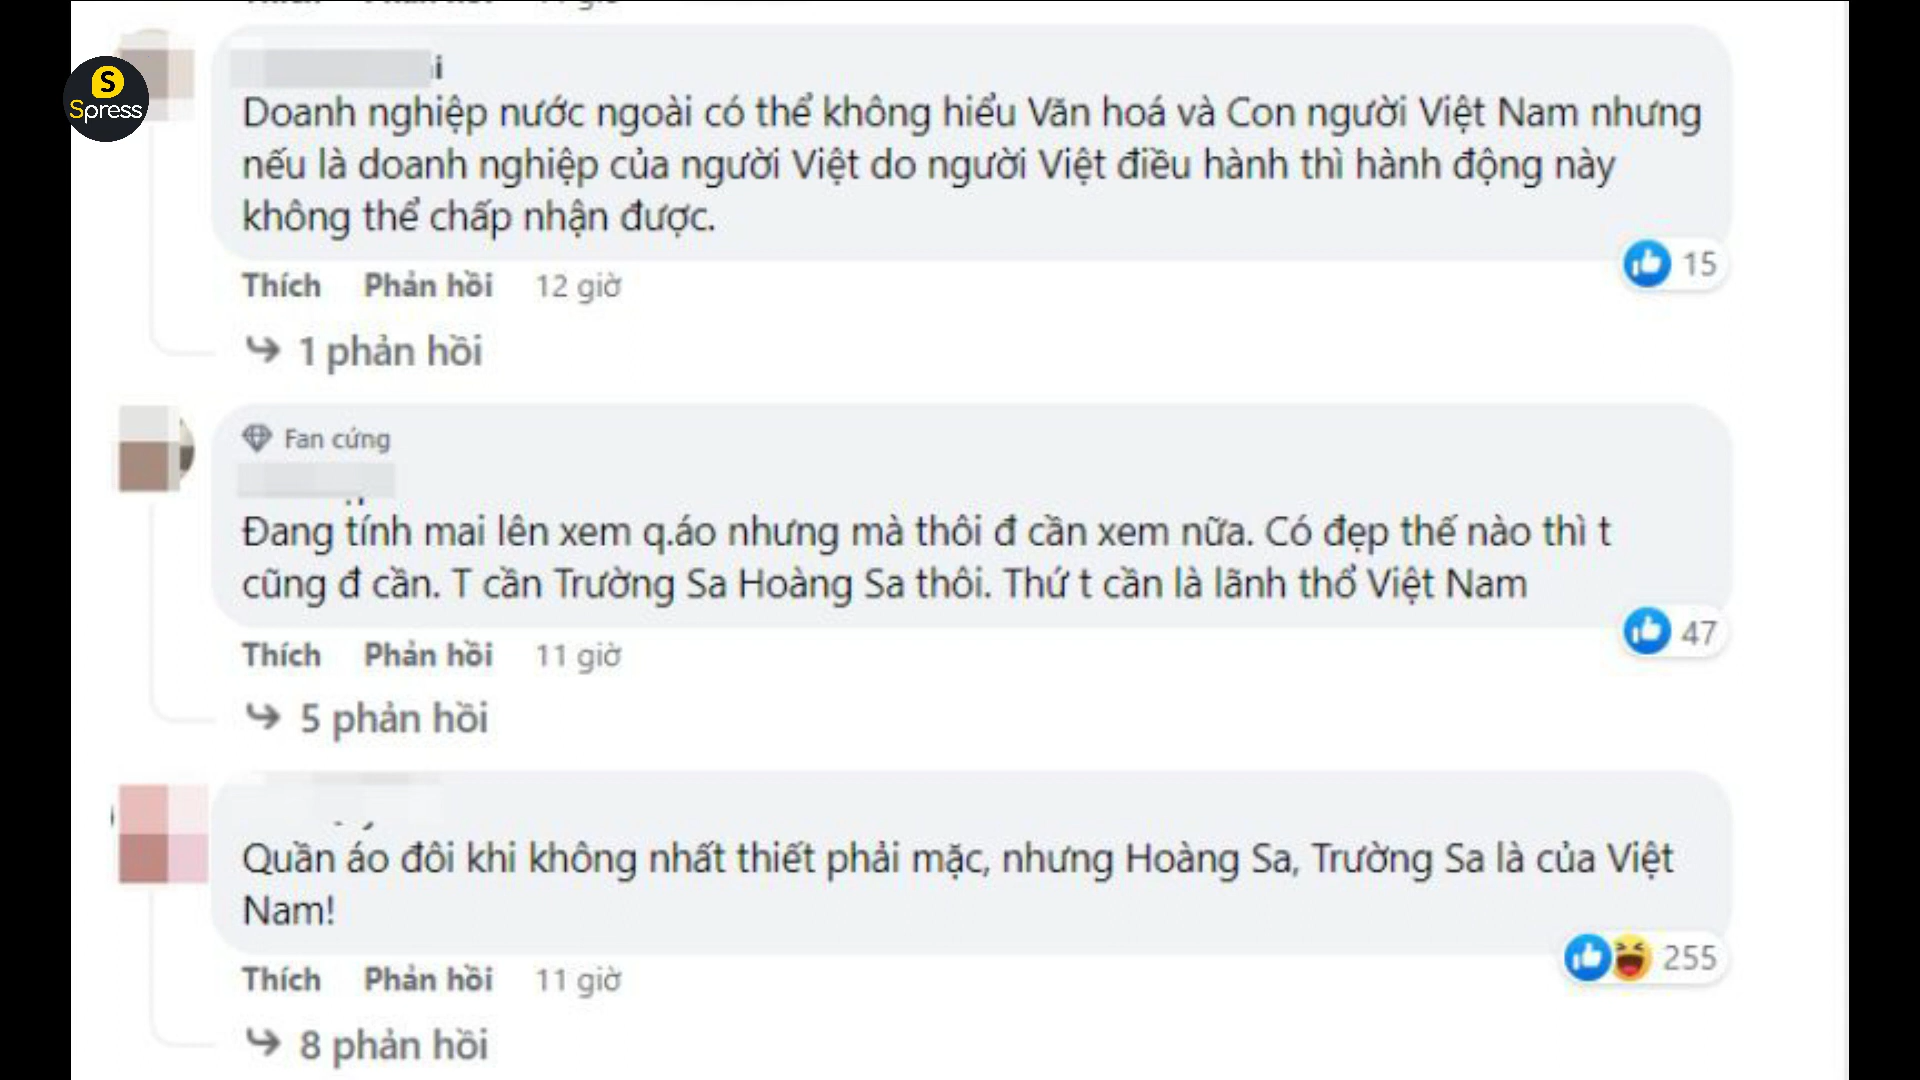 S
Spress
Doanh nghiệp nước ngoài có thể không hiểu Văn hoá và Con người Việt Nam nhưng
nếu là doanh nghiệp của người Việt do người Việt điều hành thì hành động này
không thể chấp nhận được.
15
Thích Phản hồi 12 giờ
1 phản hồi
Fan cứng
Đang tính mai lên xem q.áo nhưng mà thôi đ cần xem nữa. Có đẹp thế nào thì t
cũng đ cần. T cần Trường Sa Hoàng Sa thôi. Thứ t cần là lãnh thổ Việt Nam
47
Thích Phản hồi 11 giờ
5 phản hồi
Quần áo đôi khi không nhất thiết phải mặc, nhưng Hoàng Sa, Trường Sa là của Việt
Nam!
255
Thích Phản hồi 11 giờ
8 phản hồi